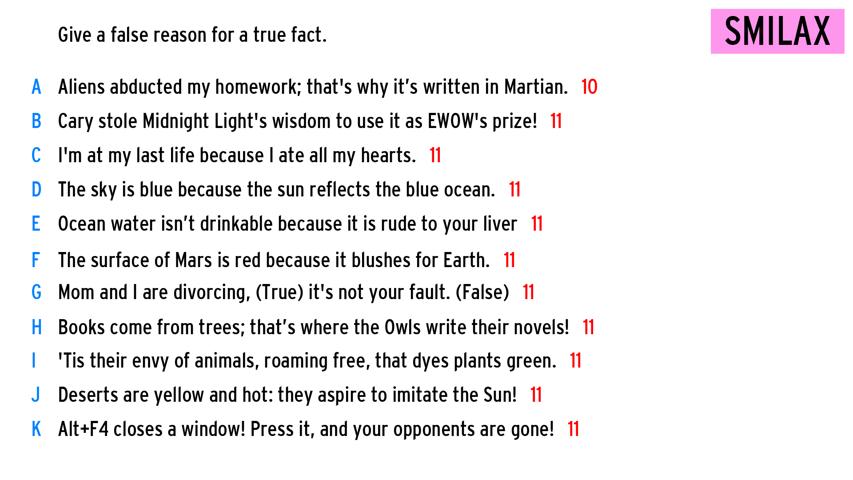 Give a false reason for a true fact.
SMILAX
A Aliens abducted my homework; that's why it’s written in Martian. 10
B Cary stole Midnight Light's wisdom to use it as EWOW's prize! 11
C I'm at my last life because I ate all my hearts. 11
D The sky is blue because the sun reflects the blue ocean. 11
E Ocean water isn’t drinkable because it is rude to your liver 11
F The surface of Mars is red because it blushes for Earth. 11
G Mom and I are divorcing, (True) it's not your fault. (False) 11
H Books come from trees; that’s where the Owls write their novels! 11
I 'Tis their envy of animals, roaming free, that dyes plants green. 11
J Deserts are yellow and hot: they aspire to imitate the Sun! 11
K Alt+F4 closes a window! Press it, and your opponents are gone! 11